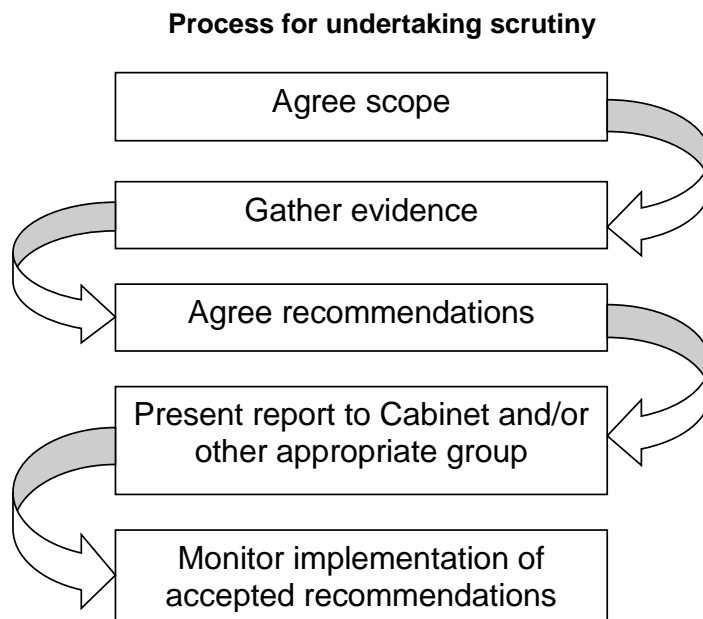 Process for undertaking scrutiny
Agree scope
Gather evidence
Agree recommendations
Present report to Cabinet and/or
other appropriate group
Monitor implementation of
accepted recommendations